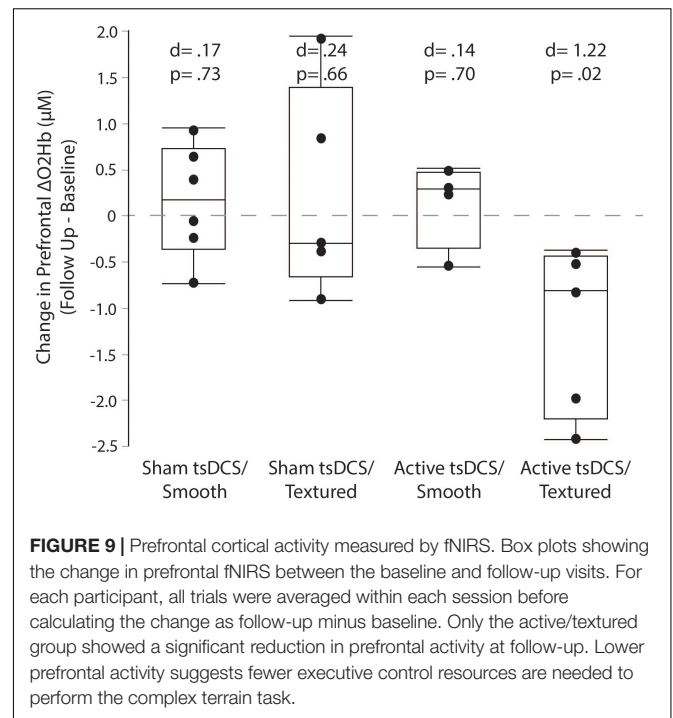 2.0
1.5
1.0
0.5
0
-0.5
-1.0
-1.5
-2.0
-2.5
Change in Prefrontal ΔO2Hb (μM)
(Follow Up - Baseline)
d= .17
p= .73
d= .24
p= .66
d= .14
p= .70
d= 1.22
p= .02
Sham tsDCS/
Smooth
Sham tsDCS/
Textured
Active tsDCS/
Smooth
Active tsDCS/
Textured
FIGURE 9 | Prefrontal cortical activity measured by fNIRS. Box plots showing
the change in prefrontal fNIRS between the baseline and follow-up visits. For
each participant, all trials were averaged within each session before
calculating the change as follow-up minus baseline. Only the active/textured
group showed a significant reduction in prefrontal activity at follow-up. Lower
prefrontal activity suggests fewer executive control resources are needed to
perform the complex terrain task.